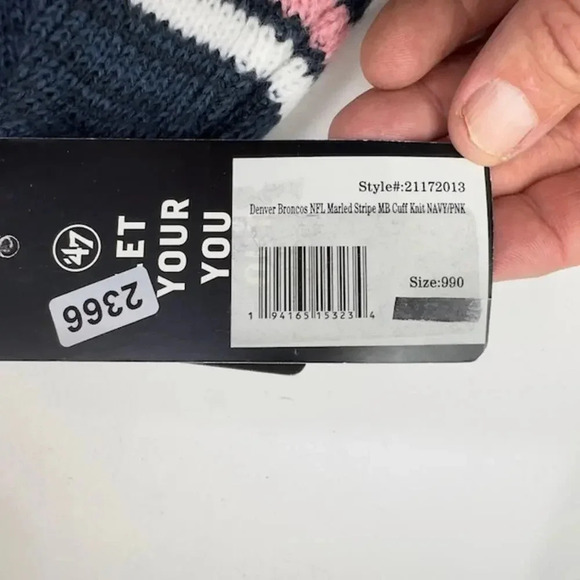 '47
ET
YOUR
YOU
2366
Style#:21172013
Denver Broncos NFL Marled Stripe MB Cuff Knit NAVY/PNK
1 94165 15323 4
Size:990